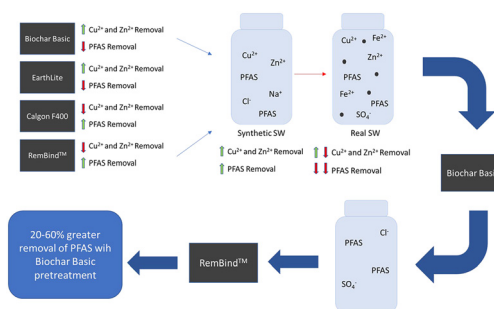 Biochar Basic
Cu²⁺ and Zn²⁺ Removal
PFAS Removal
EarthLite
Cu²⁺ and Zn²⁺ Removal
PFAS Removal
Calgon F400
Cu²⁺ and Zn²⁺ Removal
PFAS Removal
RemBind™
Cu²⁺ and Zn²⁺ Removal
PFAS Removal
Cu²⁺
Zn²⁺
PFAS
Na⁺
Cl⁻
PFAS
Synthetic SW
Cu²⁺ and Zn²⁺ Removal
PFAS Removal
Cu²⁺
Fe²⁺
Zn²⁺
PFAS
Fe²⁺
PFAS
SO₄⁻
Real SW
Cu²⁺ and Zn²⁺ Removal
PFAS Removal
Biochar Basi
Cl⁻
PFAS
PFAS
SO₄⁻
RemBind™
20-60% greater
removal of PFAS wih
Biochar Basic
pretreatment